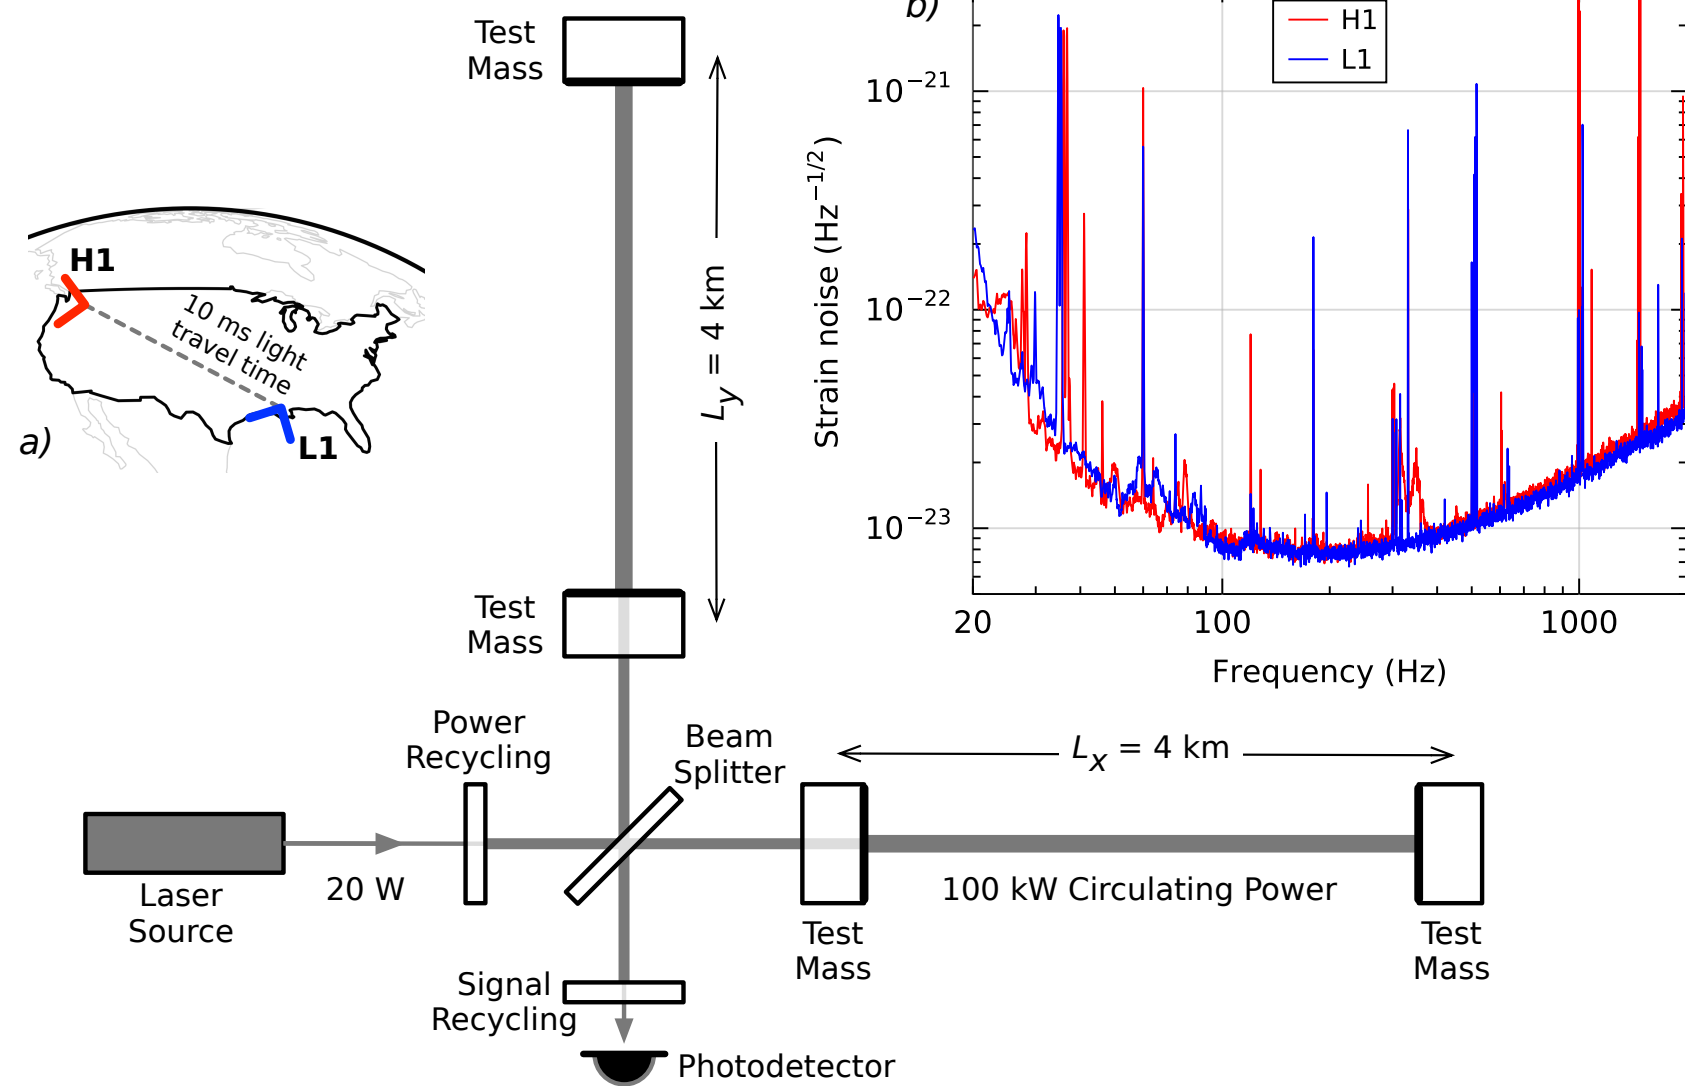 Test
Mass
b)
H1
L1
10−21
10−22
10−23
Strain noise (Hz−1/2)
20
100
1000
Frequency (Hz)
H1
10 ms light
travel time
L1
a)
Ly = 4 km
Test
Mass
Power
Recycling
Beam
Splitter
Lx = 4 km
Laser
Source
20 W
100 kW Circulating Power
Test
Mass
Test
Mass
Signal
Recycling
Photodetector